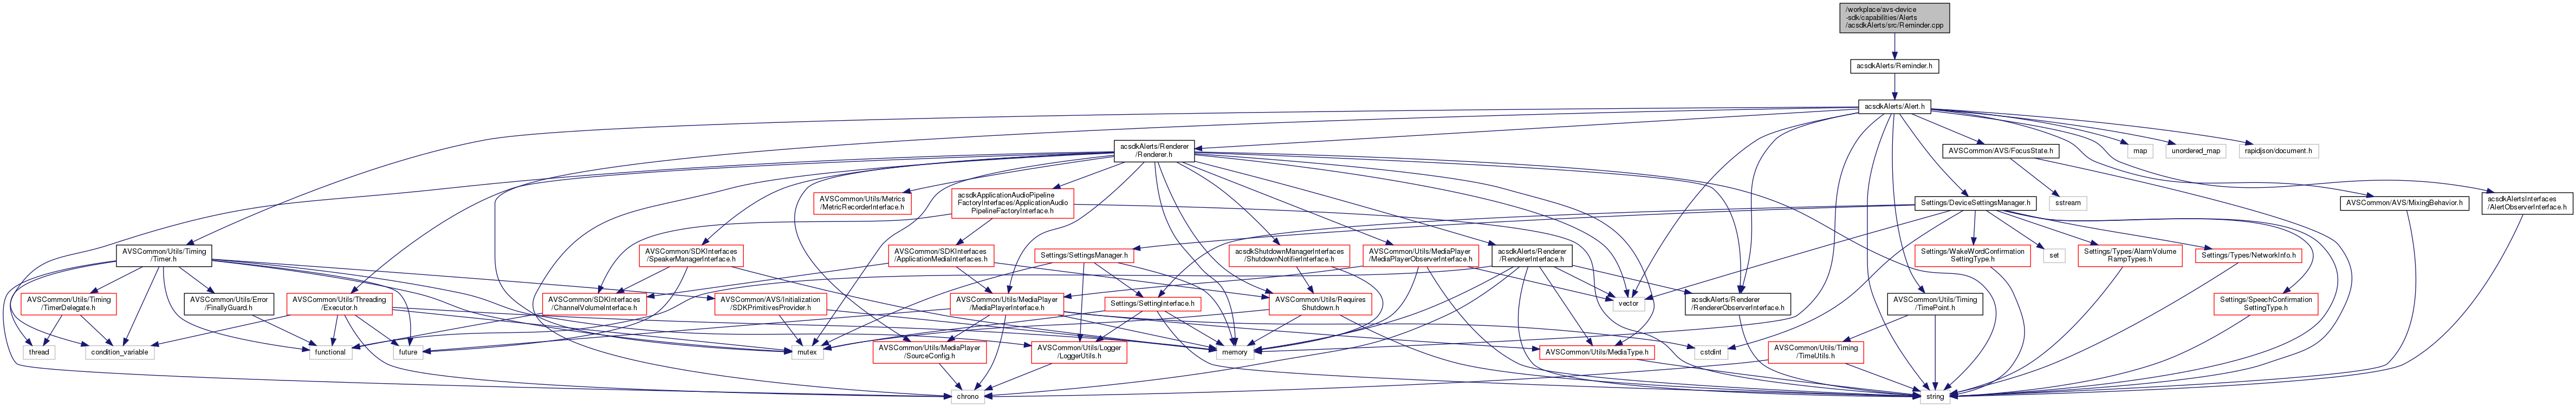 /workplace/avs-device
-sdk/capabilities/Alerts
/acsdkAlerts/src/Reminder.cpp
acsdkAlerts/Reminder.h
acsdkAlerts/Alert.h
acsdkAlerts/Renderer
/Renderer.h
AVSCommon/AVS/FocusState.h
map
unordered_map
rapidjson/document.h
AVSCommon/Utils/Metrics
/MetricRecorderInterface.h
acsdkApplicationAudioPipeline
FactoryInterfaces/ApplicationAudio
PipelineFactoryInterface.h
Settings/DeviceSettingsManager.h
sstream
AVSCommon/AVS/MixingBehavior.h
acsdkAlertsInterfaces
/AlertObserverInterface.h
AVSCommon/Utils/Timing
/Timer.h
AVSCommon/SDKInterfaces
/SpeakerManagerInterface.h
AVSCommon/SDKInterfaces
/ApplicationMediaInterfaces.h
Settings/SettingsManager.h
acsdkShutdownManagerInterfaces
/ShutdownNotifierInterface.h
AVSCommon/Utils/MediaPlayer
/MediaPlayerObserverInterface.h
acsdkAlerts/Renderer
/RendererInterface.h
Settings/WakeWordConfirmation
SettingType.h
set
Settings/Types/AlarmVolume
RampTypes.h
Settings/Types/NetworkInfo.h
AVSCommon/Utils/Timing
/TimerDelegate.h
AVSCommon/Utils/Error
/FinallyGuard.h
AVSCommon/Utils/Threading
/Executor.h
AVSCommon/SDKInterfaces
/ChannelVolumeInterface.h
AVSCommon/AVS/Initialization
/SDKPrimitivesProvider.h
AVSCommon/Utils/MediaPlayer
/MediaPlayerInterface.h
Settings/SettingInterface.h
AVSCommon/Utils/Requires
Shutdown.h
vector
acsdkAlerts/Renderer
/RendererObserverInterface.h
AVSCommon/Utils/Timing
/TimePoint.h
Settings/SpeechConfirmation
SettingType.h
thread
condition_variable
functional
future
mutex
AVSCommon/Utils/MediaPlayer
/SourceConfig.h
AVSCommon/Utils/Logger
/LoggerUtils.h
memory
AVSCommon/Utils/MediaType.h
cstdint
AVSCommon/Utils/Timing
/TimeUtils.h
chrono
string